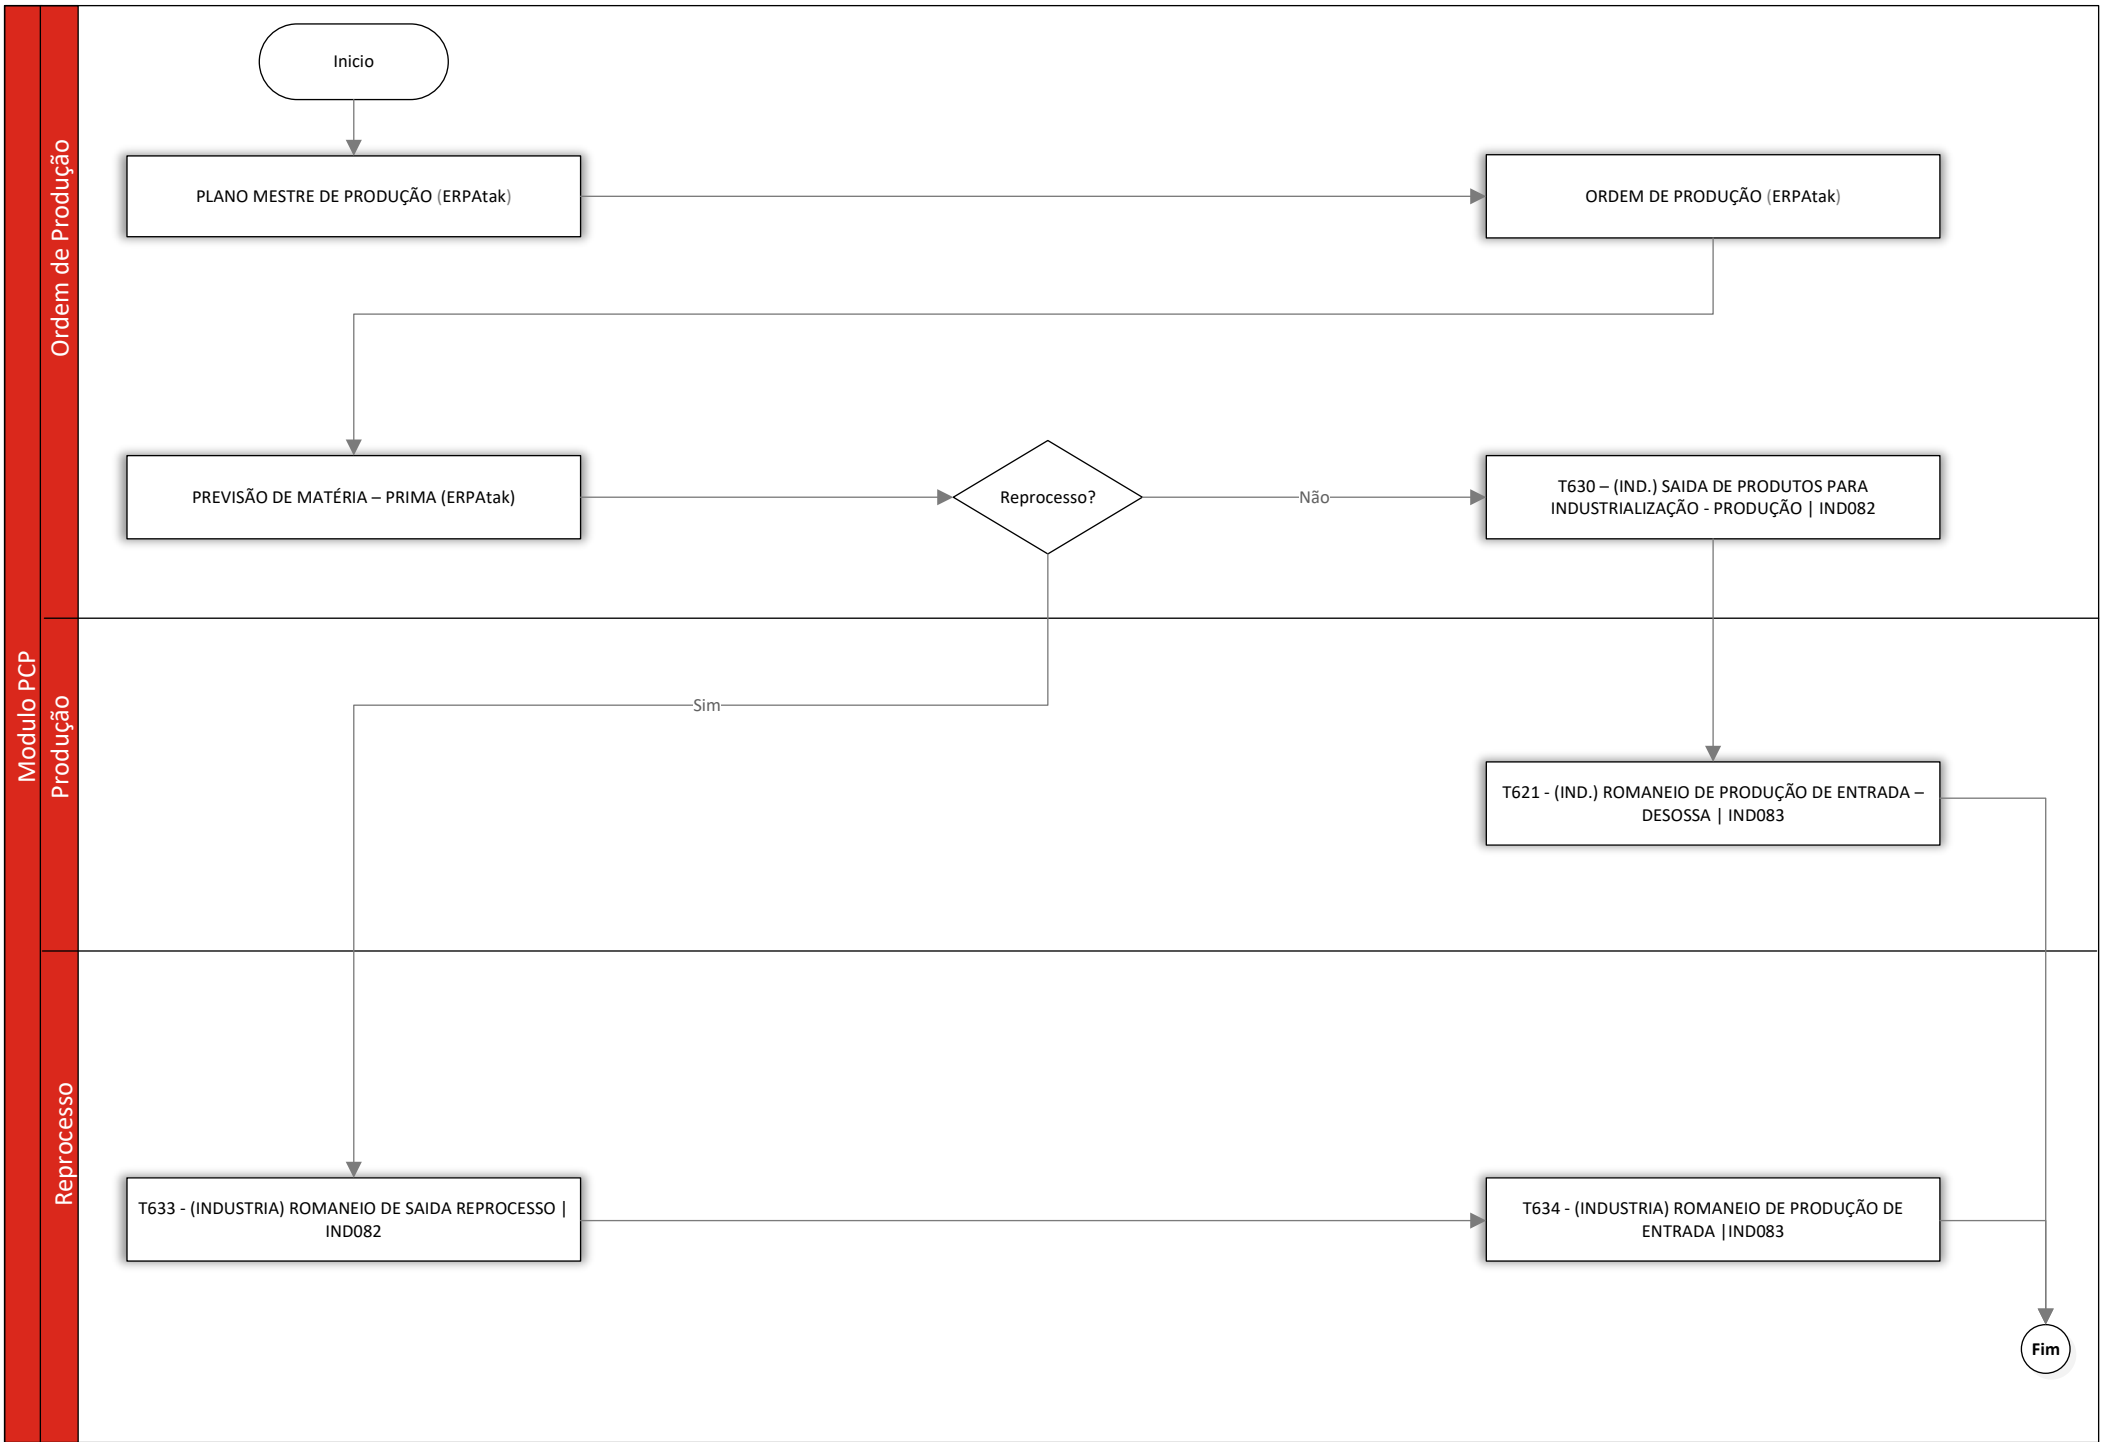 Modulo PCP
Ordem de Produção
Inicio
PLANO MESTRE DE PRODUÇÃO (ERPAtak)
ORDEM DE PRODUÇÃO (ERPAtak)
PREVISÃO DE MATÉRIA – PRIMA (ERPAtak)
Reprocesso?
Não
T630 – (IND.) SAIDA DE PRODUTOS PARA
INDUSTRIALIZAÇÃO - PRODUÇÃO | IND082
Produção
Sim
T621 - (IND.) ROMANEIO DE PRODUÇÃO DE ENTRADA –
DESOSSA | IND083
Reprocesso
T633 - (INDUSTRIA) ROMANEIO DE SAIDA REPROCESSO |
IND082
T634 - (INDUSTRIA) ROMANEIO DE PRODUÇÃO DE
ENTRADA |IND083
Fim